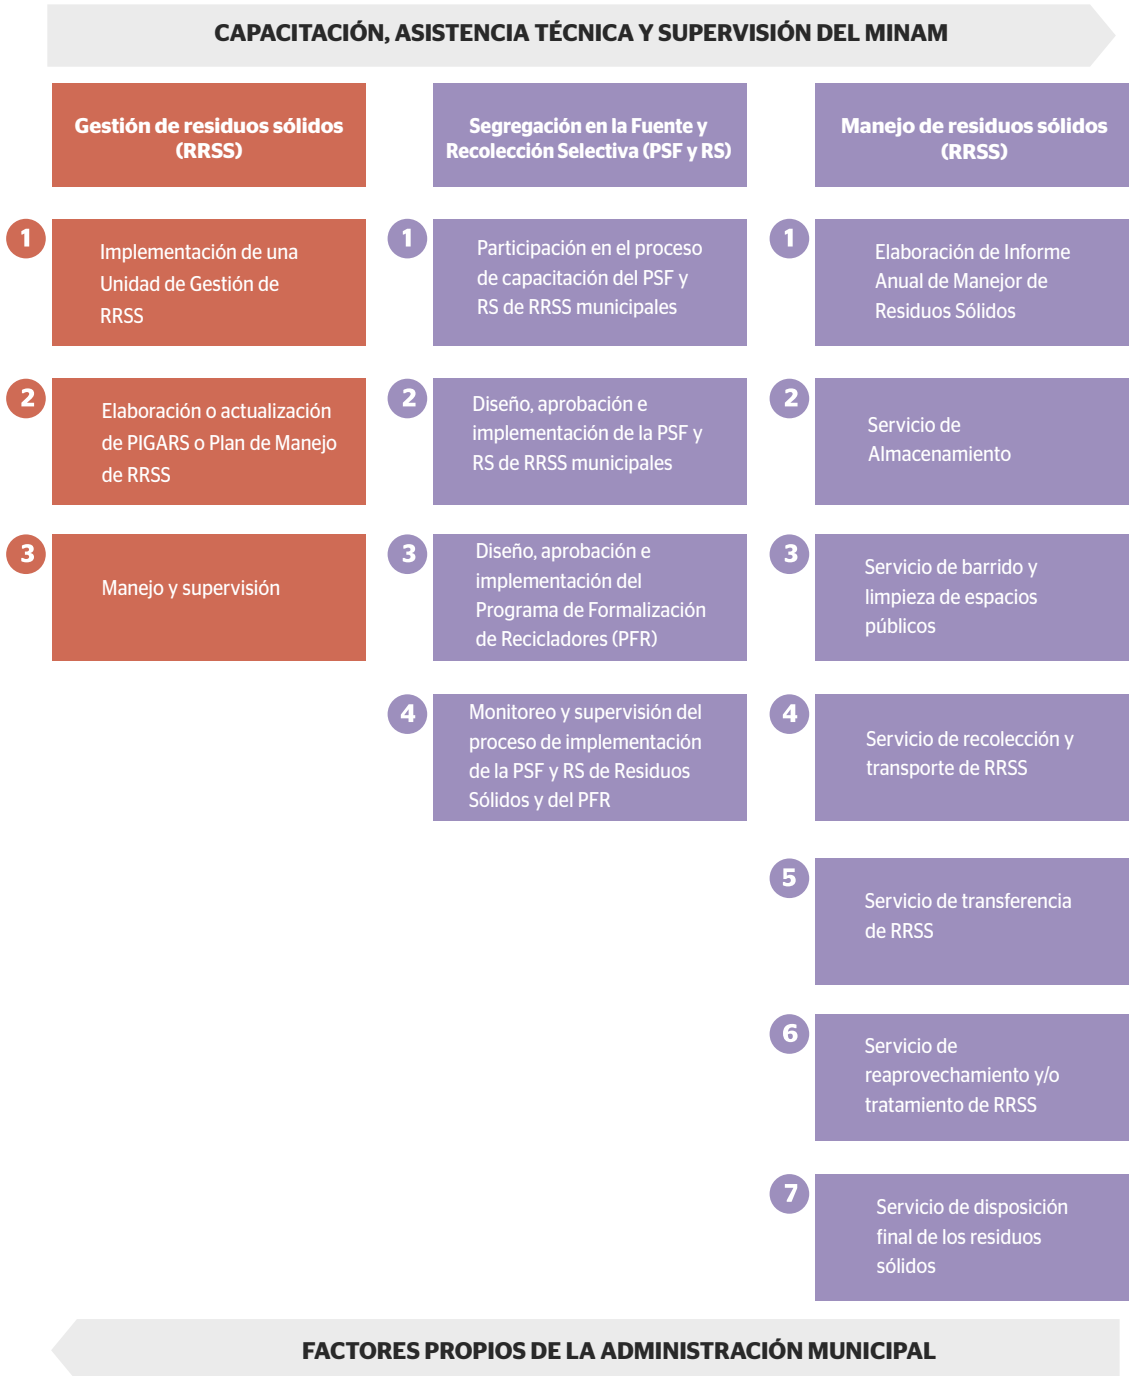 CAPACITACIÓN, ASISTENCIA TÉCNICA Y SUPERVISIÓN DEL MINAM
Gestión de residuos sólidos
(RRSS)
1
Implementación de una
Unidad de Gestión de
RRSS
2
Elaboración o actualización
de PIGARS o Plan de Manejo
de RRSS
3
Manejo y supervisión
Segregación en la Fuente y
Recolección Selectiva (PSF y RS)
1
Participación en el proceso
de capacitación del PSF y
RS de RRSS municipales
2
Diseño, aprobación e
implementación de la PSF y
RS de RRSS municipales
3
Diseño, aprobación e
implementación del
Programa de Formalización
de Recicladores (PFR)
4
Monitoreo y supervisión del
proceso de implementación
de la PSF y RS de Residuos
Sólidos y del PFR
Manejo de residuos sólidos
(RRSS)
1
Elaboración de Informe
Anual de Manejor de
Residuos Sólidos
2
Servicio de
Almacenamiento
3
Servicio de barrido y
limpieza de espacios
públicos
4
Servicio de recolección y
transporte de RRSS
5
Servicio de transferencia
de RRSS
6
Servicio de
reaprovechamiento y/o
tratamiento de RRSS
7
Servicio de disposición
final de los residuos
sólidos
FACTORES PROPIOS DE LA ADMINISTRACIÓN MUNICIPAL